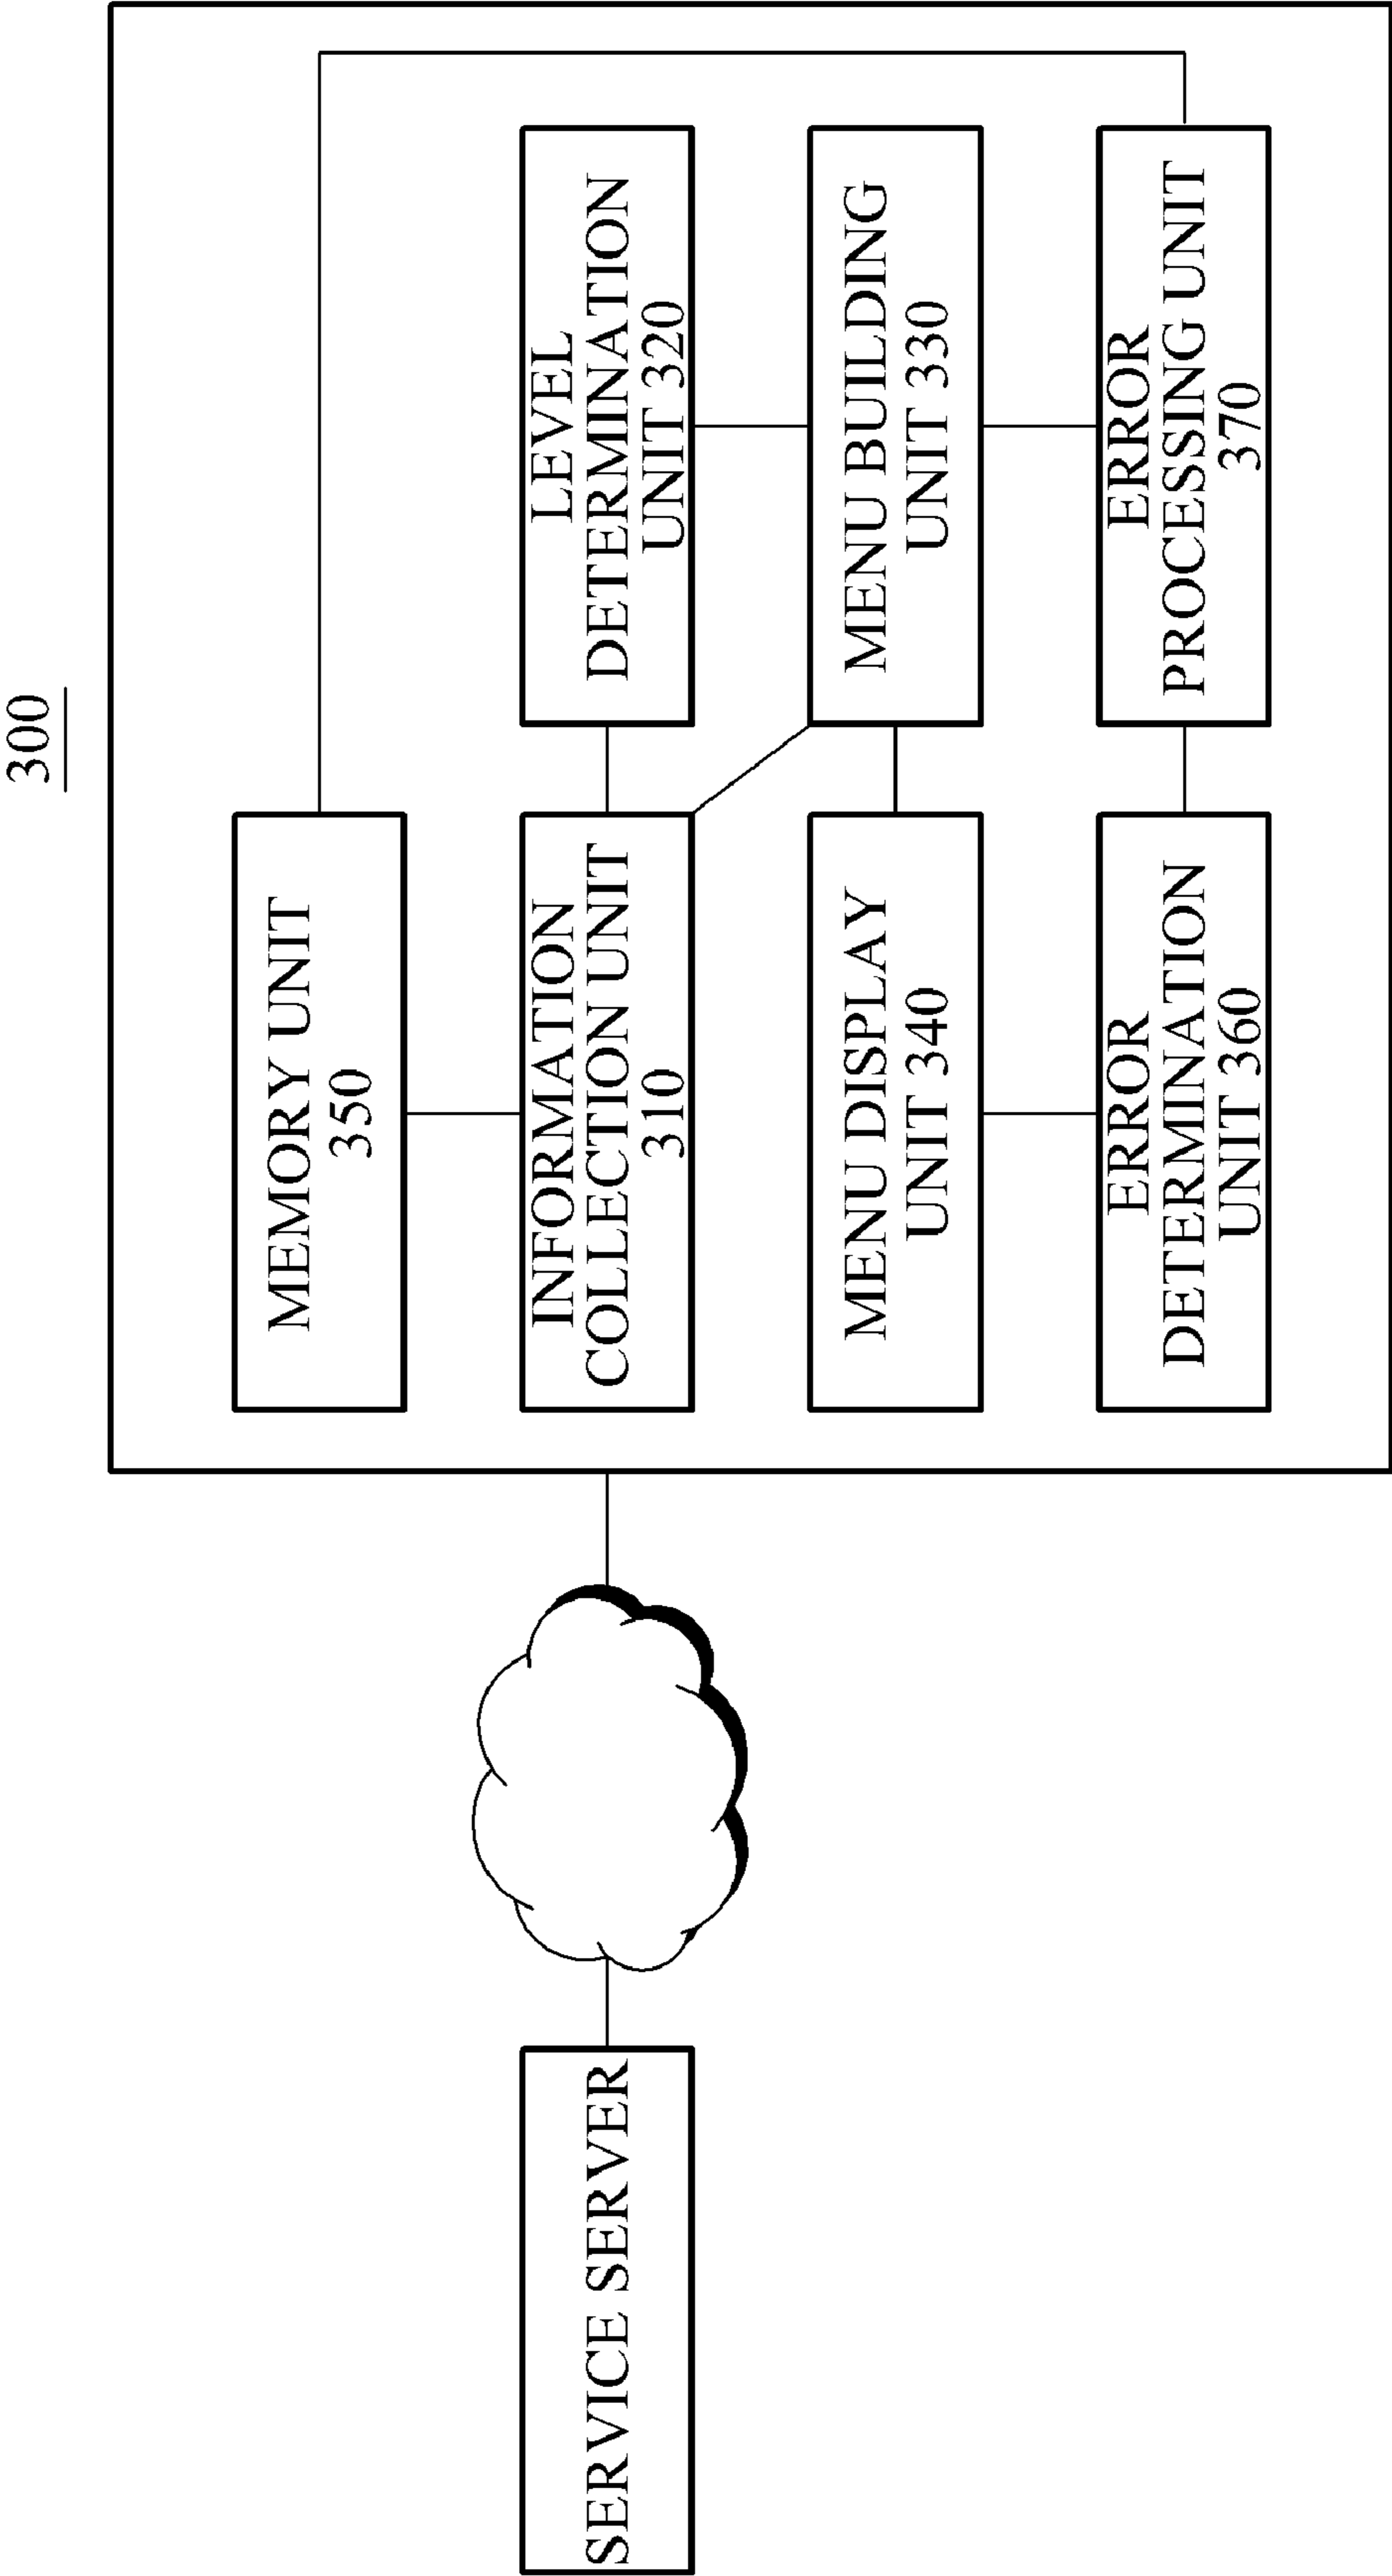 300
MEMORY UNIT
350
INFORMATION
COLLECTION UNIT
310
LEVEL
DETERMINATION
UNIT 320
SERVICE SERVER
MENU DISPLAY
UNIT 340
MENU BUILDING
UNIT 330
ERROR
DETERMINATION
UNIT 360
ERROR
PROCESSING UNIT
370